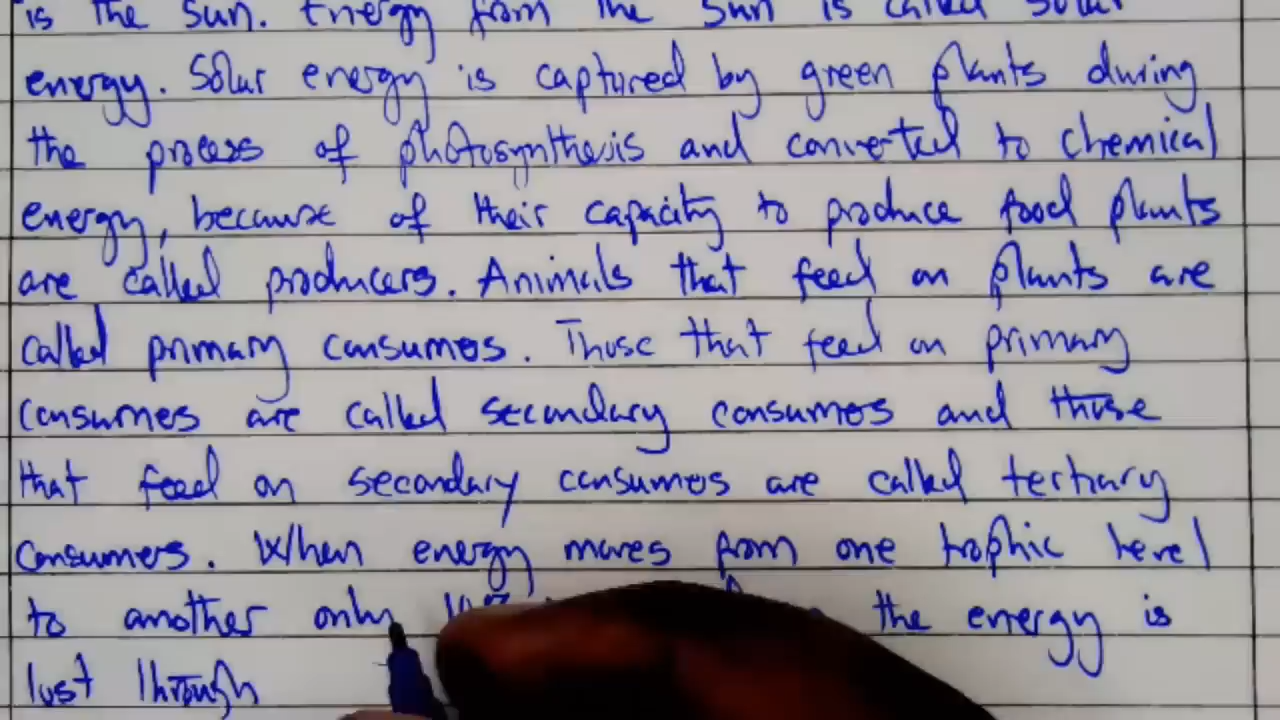 is the sun. Energy from the sun is called solar
energy. Solar energy is captured by green plants during
the process of photosynthesis and converted to chemical
energy, because of their capacity to produce food plants
are called producers. Animals that feed on plants are
called primary consumers. Those that feed on primary
consumers are called secondary consumers and those
that feed on secondary consumers are called tertiary
consumers. When energy moves from one trophic level
to another only the energy is
lost through